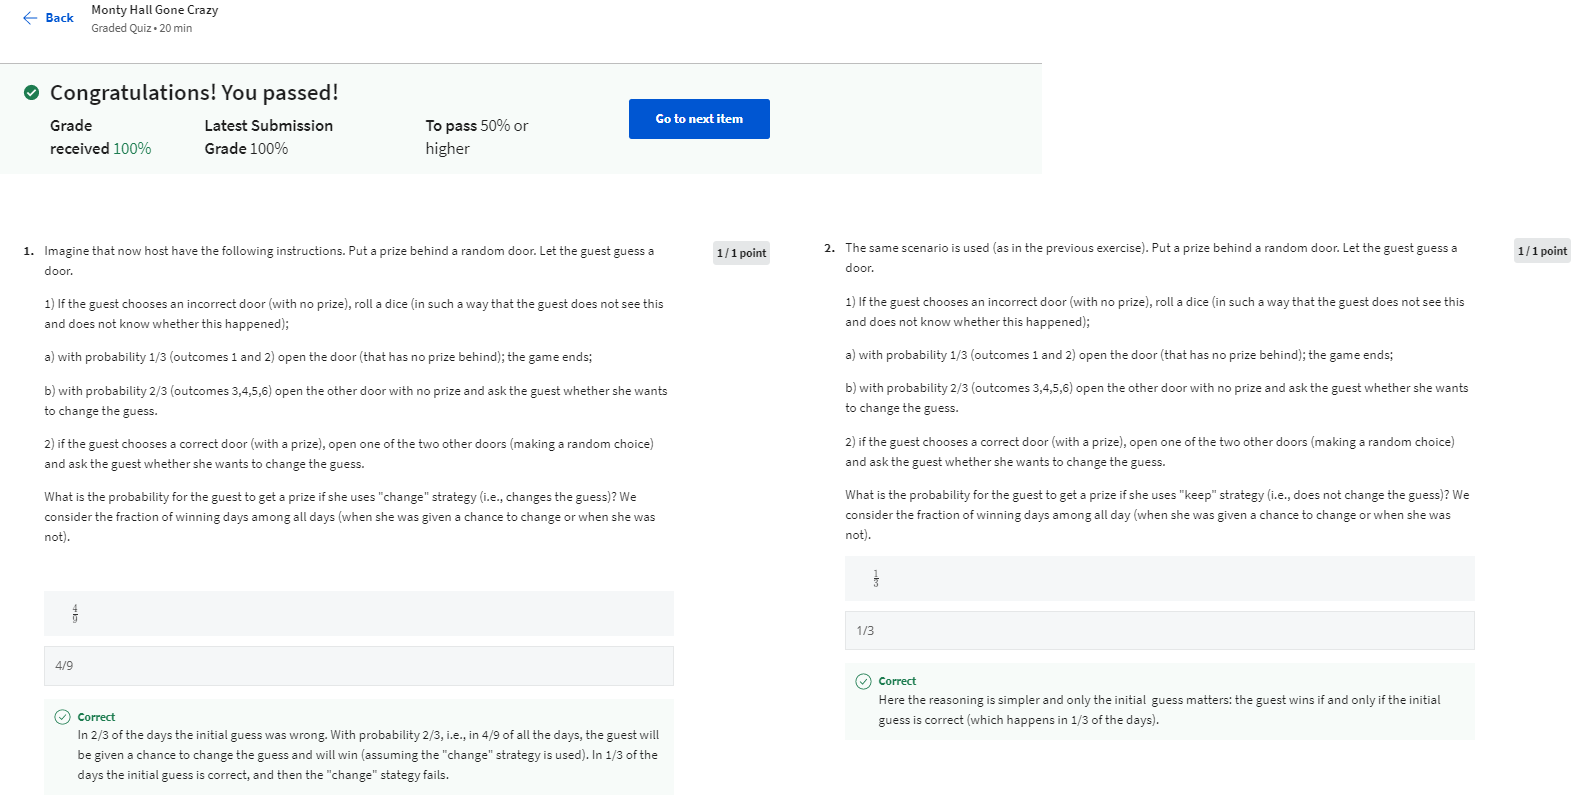 Back
Monty Hall Gone Crazy
Graded Quiz • 20 min
Congratulations! You passed!
Grade
received 100%
Latest Submission
Grade 100%
To pass 50% or
higher
Go to next item
1. Imagine that now host have the following instructions. Put a prize behind a random door. Let the guest guess a
door.
1 / 1 point
1) If the guest chooses an incorrect door (with no prize), roll a dice (in such a way that the guest does not see this
and does not know whether this happened);
a) with probability 1/3 (outcomes 1 and 2) open the door (that has no prize behind); the game ends;
b) with probability 2/3 (outcomes 3,4,5,6) open the other door with no prize and ask the guest whether she wants
to change the guess.
2) if the guest chooses a correct door (with a prize), open one of the two other doors (making a random choice)
and ask the guest whether she wants to change the guess.
What is the probability for the guest to get a prize if she uses "change" strategy (i.e., changes the guess)? We
consider the fraction of winning days among all days (when she was given a chance to change or when she was
not).
4/9
4/9
Correct
In 2/3 of the days the initial guess was wrong. With probability 2/3, i.e., in 4/9 of all the days, the guest will
be given a chance to change the guess and will win (assuming the "change" strategy is used). In 1/3 of the
days the initial guess is correct, and then the "change" stategy fails.
2. The same scenario is used (as in the previous exercise). Put a prize behind a random door. Let the guest guess a
door.
1 / 1 point
1) If the guest chooses an incorrect door (with no prize), roll a dice (in such a way that the guest does not see this
and does not know whether this happened);
a) with probability 1/3 (outcomes 1 and 2) open the door (that has no prize behind); the game ends;
b) with probability 2/3 (outcomes 3,4,5,6) open the other door with no prize and ask the guest whether she wants
to change the guess.
2) if the guest chooses a correct door (with a prize), open one of the two other doors (making a random choice)
and ask the guest whether she wants to change the guess.
What is the probability for the guest to get a prize if she uses "keep" strategy (i.e., does not change the guess)? We
consider the fraction of winning days among all day (when she was given a chance to change or when she was
not).
1/3
1/3
Correct
Here the reasoning is simpler and only the initial guess matters: the guest wins if and only if the initial
guess is correct (which happens in 1/3 of the days).